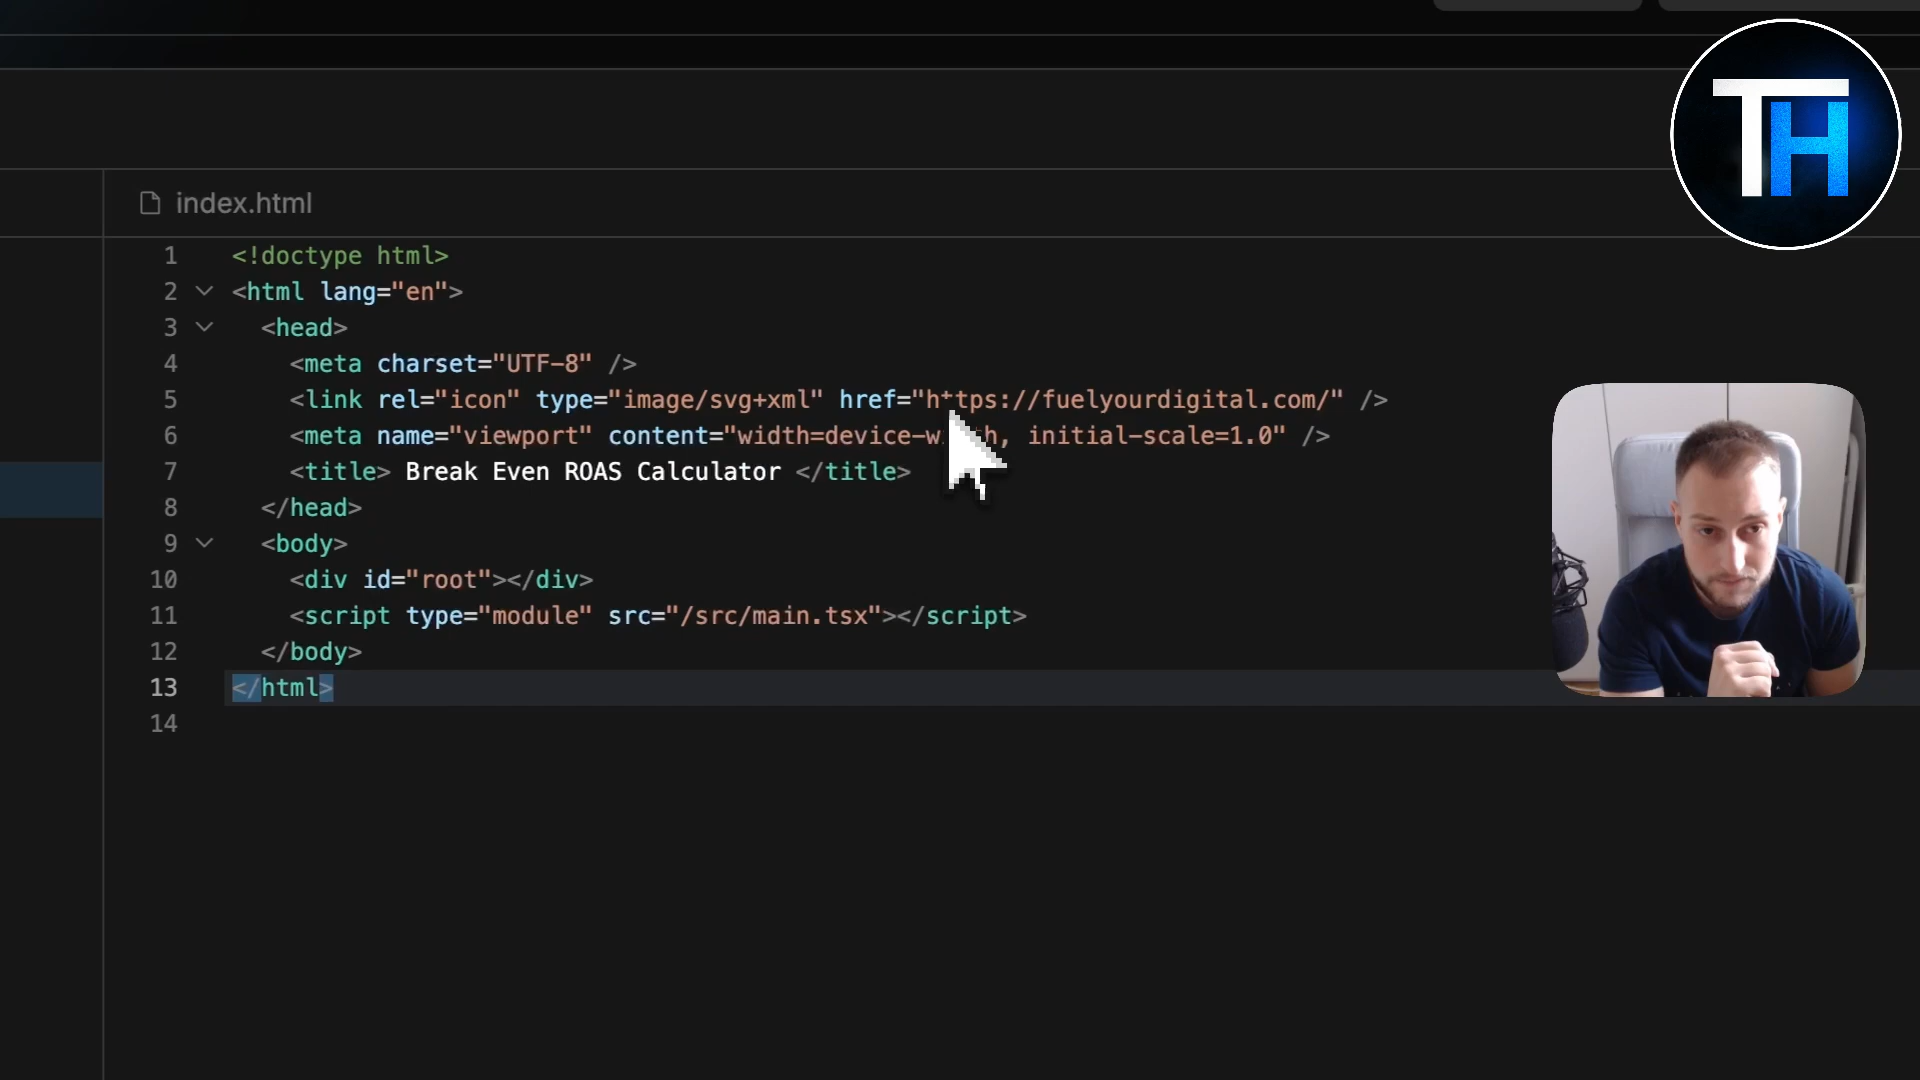 TH
index.html
1 <!doctype html>
2 <html lang="en">
3 <head>
4 <meta charset="UTF-8" />
5 <link rel="icon" type="image/svg+xml" href="https://fuelyourdigital.com/" />
6 <meta name="viewport" content="width=device-width, initial-scale=1.0" />
7 <title> Break Even ROAS Calculator </title>
8 </head>
9 <body>
10 <div id="root"></div>
11 <script type="module" src="/src/main.tsx"></script>
12 </body>
13 </html>
14